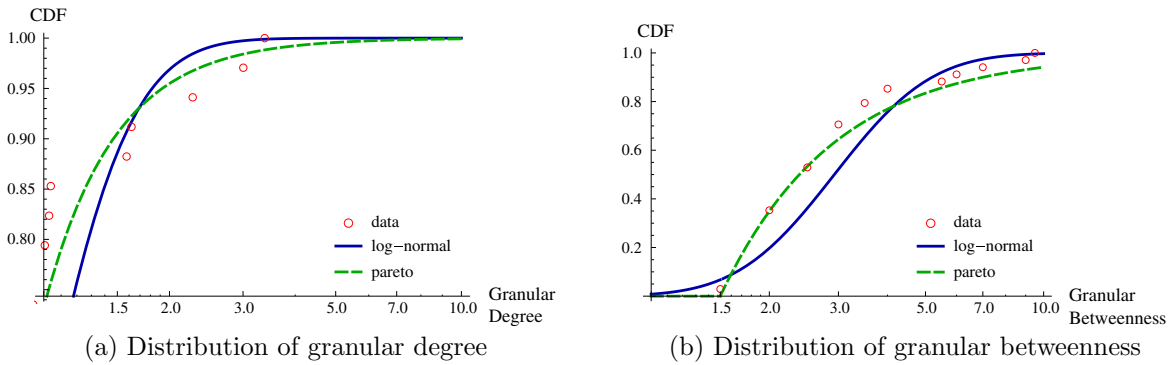 CDF
1.00
0.95
0.90
0.85
0.80
data
log−normal
pareto
1.5
2.0
3.0
5.0
7.0
10.0
Granular
Degree
(a) Distribution of granular degree
CDF
1.0
0.8
0.6
0.4
0.2
data
log−normal
pareto
1.5
2.0
3.0
5.0
7.0
10.0
Granular
Betweenness
(b) Distribution of granular betweenness